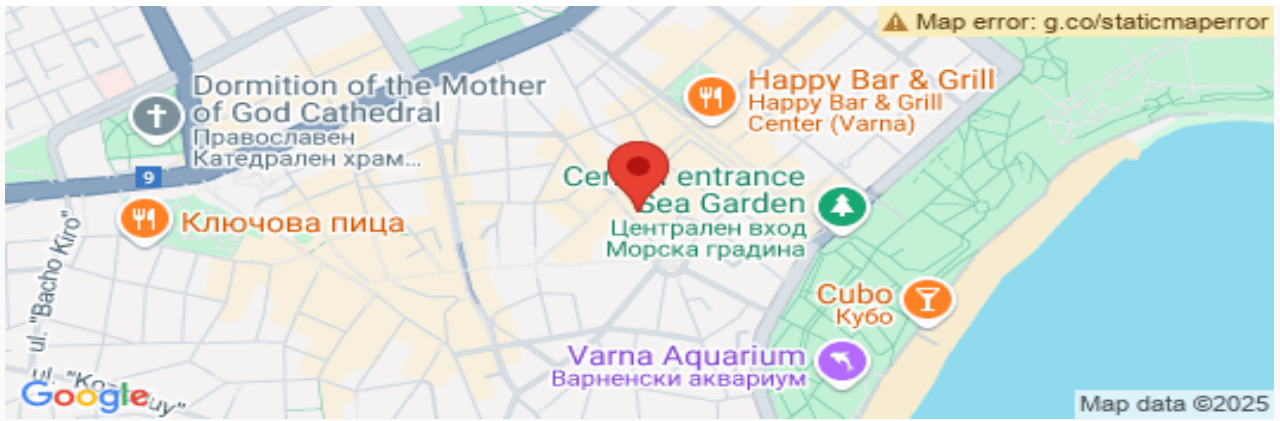 Map error: g.co/staticmaperror
Dormition of the Mother
of God Cathedral
Православен
Катедрален храм...
Happy Bar & Grill
Happy Bar & Grill
Center (Varna)
9
Ключова пица
entrance
Sea Garden
Централен вход
Морска градина
ul. "Bacho Kiro"
Cubo
Кубо
Varna Aquarium
Варненски аквариум
ul.
Google
Map data ©2025